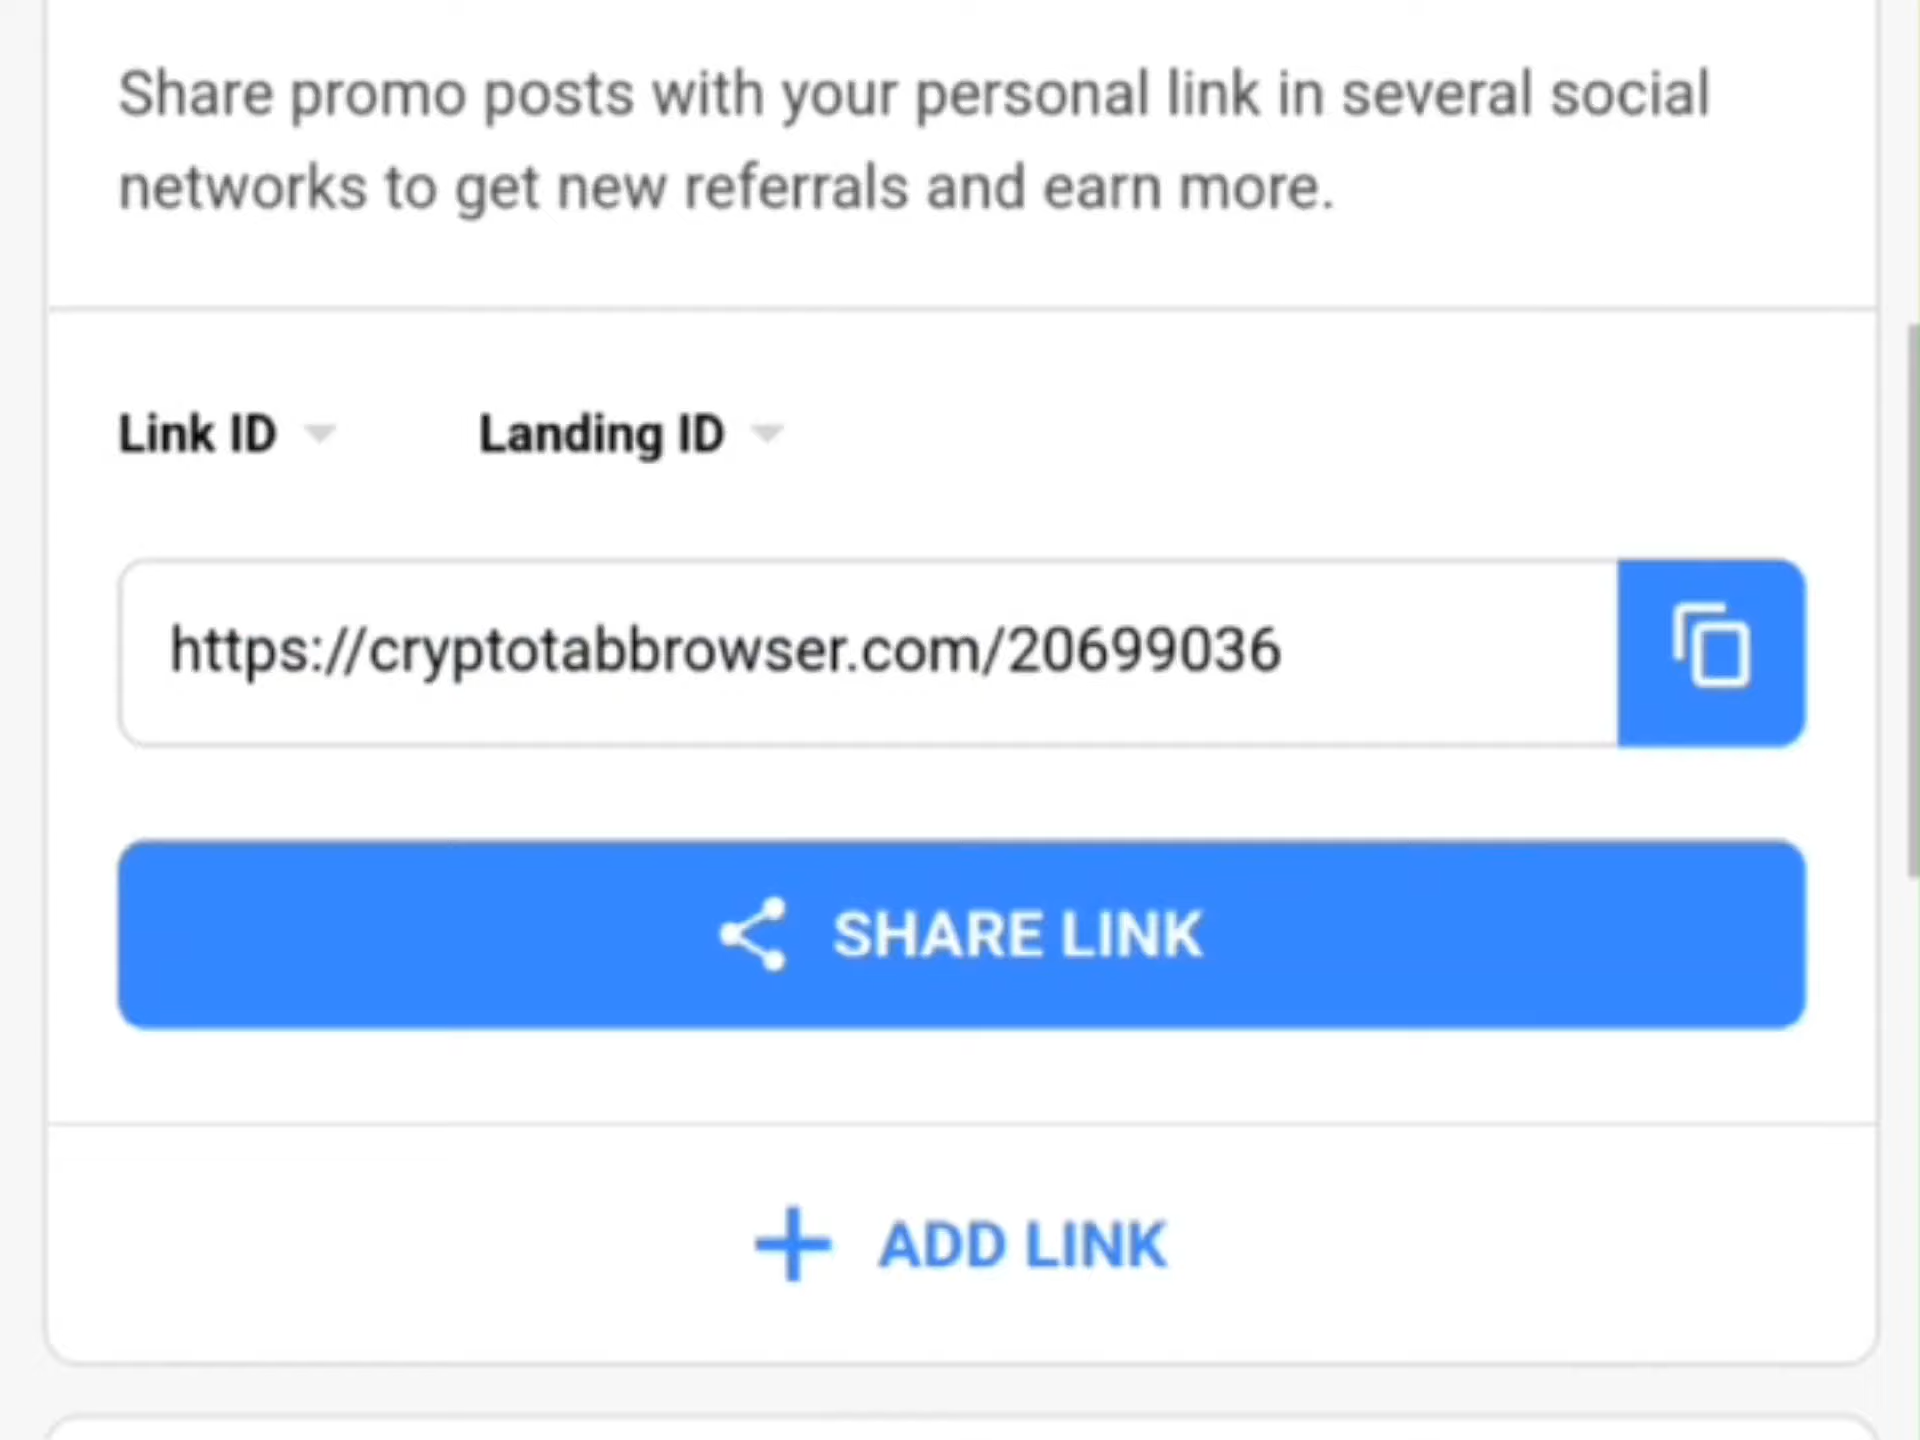 Share promo posts with your personal link in several social
networks to get new referrals and earn more.
Link ID Landing ID
https://cryptotabbrowser.com/20699036
SHARE LINK
ADD LINK